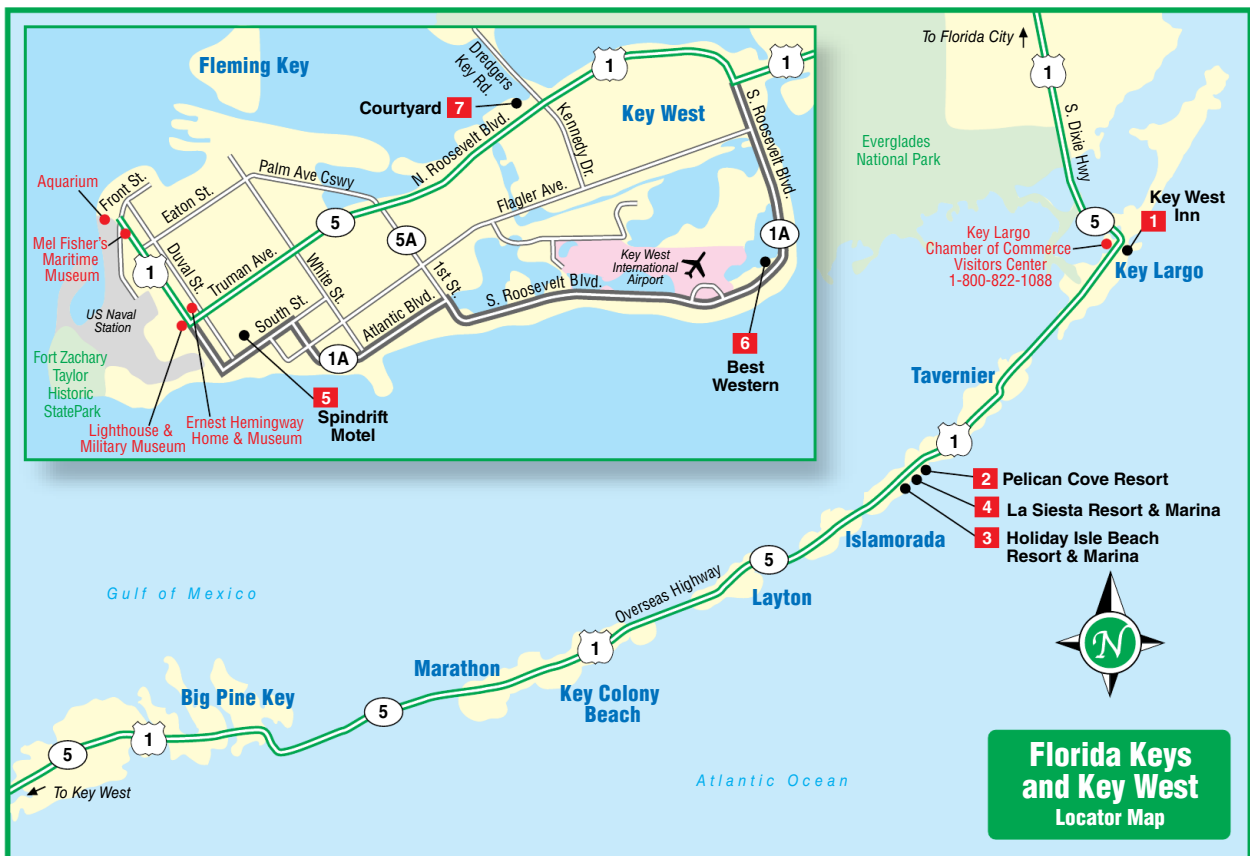 To Florida City
1
S. Dixie Hwy
Everglades
National Park
5
Key West
Inn
1
Key Largo
Chamber of Commerce
Visitors Center
1-800-822-1088
Key Largo
Tavernier
1
2 Pelican Cove Resort
4 La Siesta Resort & Marina
3 Holiday Isle Beach
Resort & Marina
Islamorada
5
Layton
Overseas Highway
1
Key Colony
Beach
Marathon
5
Big Pine Key
1
5
To Key West
Gulf of Mexico
Atlantic Ocean
N
Florida Keys
and Key West
Locator Map
Fleming Key
Dredgers
Key Rd.
1
1
Courtyard 7
Key West
N. Roosevelt Blvd.
Kennedy Dr.
S. Roosevelt Blvd.
Palm Ave Cswy
Flagler Ave.
Aquarium
Front St.
Eaton St.
5
5A
1A
Mel Fisher's
Maritime
Museum
1
Duval St.
Truman Ave.
White St.
1st St.
Key West
International
Airport
S. Roosevelt Blvd.
US Naval
Station
South St.
Atlantic Blvd.
1A
Fort Zachary
Taylor
Historic
StatePark
5
Spindrift
Motel
6
Best
Western
Lighthouse &
Military Museum
Ernest Hemingway
Home & Museum